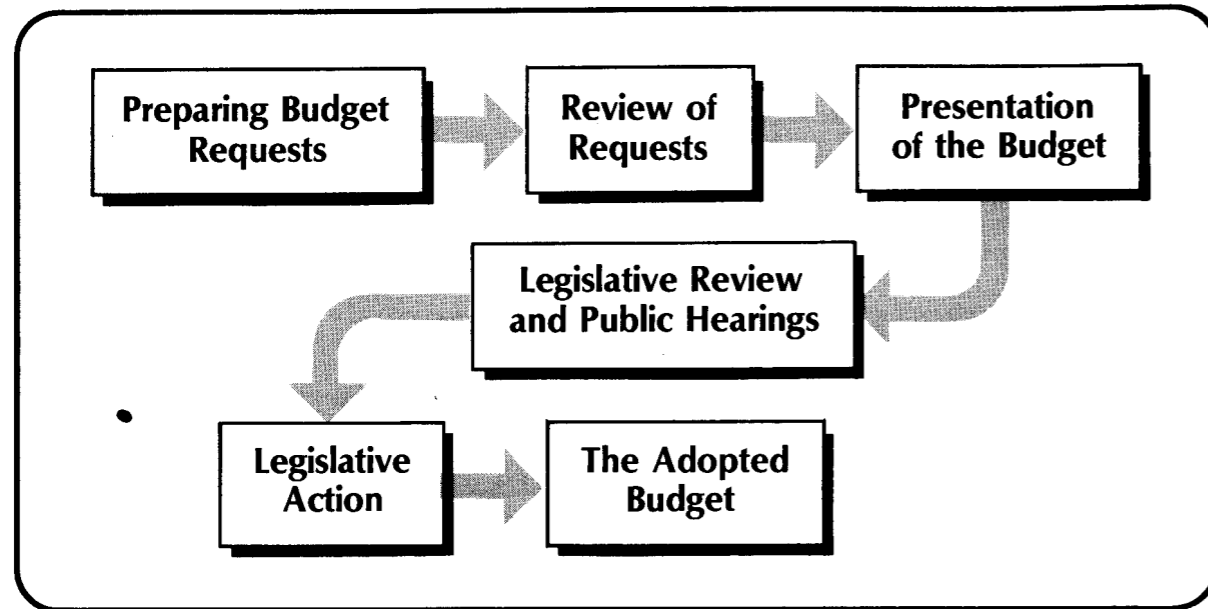 Preparing Budget
Requests
Review of
Requests
Presentation
of the Budget
Legislative Review
and Public Hearings
Legislative
Action
The Adopted
Budget